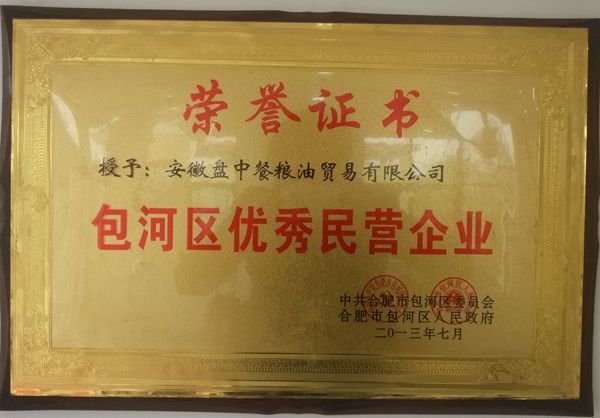 荣誉证书
授予：安徽盘中餐粮油贸易有限公司
包河区优秀民营企业
中共合肥市包河区委员会
合肥市包河区人民政府
二〇一三年七月